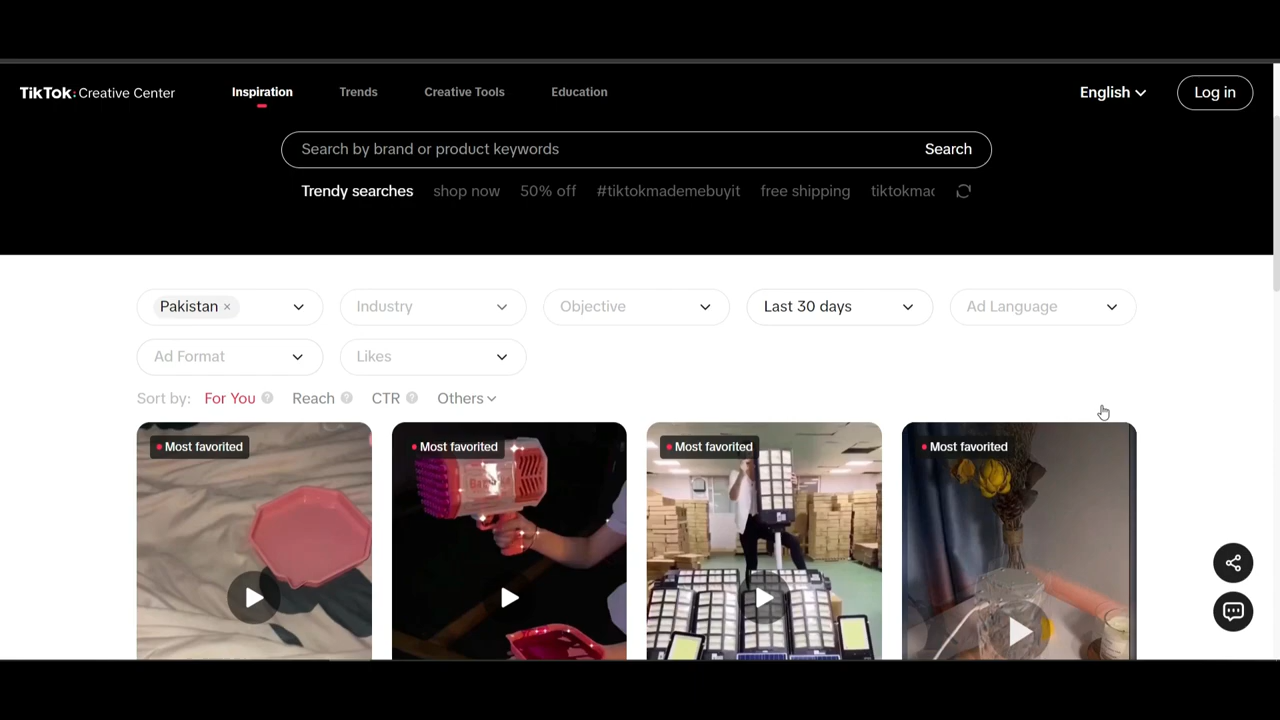 TikTok: Creative Center Inspiration Trends Creative Tools Education English Log in
Search by brand or product keywords Search
Trendy searches shop now 50% off #tiktokmademebuyit free shipping tiktokmad
Pakistan × Industry Objective Last 30 days Ad Language
Ad Format Likes
Sort by: For You ? Reach ? CTR ? Others
Most favorited Most favorited Most favorited Most favorited